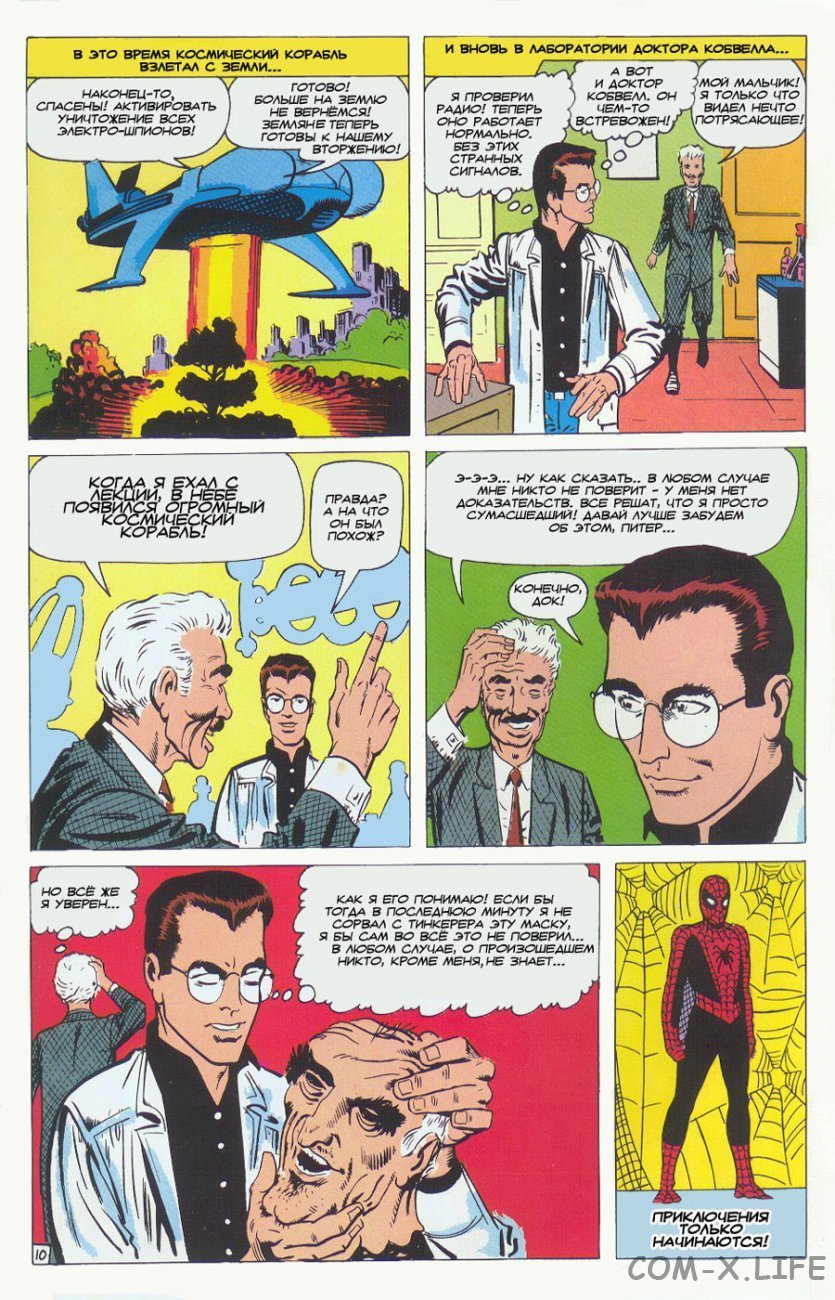 В ЭТО ВРЕМЯ КОСМИЧЕСКИЙ КОРАБЛЬ
ВЗЛЕТАЛ С ЗЕМЛИ...
НАКОНЕЦ-ТО,
СПАСЕНЫ! АКТИВИРОВАТЬ
УНИЧТОЖЕНИЕ ВСЕХ
ЭЛЕКТРО-ШПИОНОВ!
ГОТОВО!
БОЛЬШЕ НА ЗЕМЛЮ
НЕ ВЕРНЁМСЯ!
ЗЕМЛЯНЕ ТЕПЕРЬ
ГОТОВЫ К НАШЕМУ
ВТОРЖЕНИЮ!
И ВНОВЬ В ЛАБОРАТОРИИ ДОКТОРА КОБВЕЛЛА...
Я ПРОВЕРИЛ
РАДИО! ТЕПЕРЬ
ОНО РАБОТАЕТ
НОРМАЛЬНО.
БЕЗ ЭТИХ
СТРАННЫХ
СИГНАЛОВ.
А ВОТ
И ДОКТОР
КОБВЕЛЛ. ОН
ЧЕМ-ТО
ВСТРЕВОЖЕН!
МОЙ МАЛЬЧИК!
Я ТОЛЬКО ЧТО
ВИДЕЛ НЕЧТО
ПОТРЯСАЮЩЕЕ!
КОГДА Я ЕХАЛ С
ЛЕКЦИИ, В НЕБЕ
ПОЯВИЛСЯ ОГРОМНЫЙ
КОСМИЧЕСКИЙ
КОРАБЛЬ!
ПРАВДА?
А НА ЧТО
ОН БЫЛ
ПОХОЖ?
Э-Э-Э... НУ КАК СКАЗАТЬ.. В ЛЮБОМ СЛУЧАЕ
МНЕ НИКТО НЕ ПОВЕРИТ - У МЕНЯ НЕТ
ДОКАЗАТЕЛЬСТВ. ВСЕ РЕШАТ, ЧТО Я ПРОСТО
СУМАСШЕДШИЙ! ДАВАЙ ЛУЧШЕ ЗАБУДЕМ
ОБ ЭТОМ, ПИТЕР...
КОНЕЧНО,
ДОК!
НО ВСЁ ЖЕ
Я УВЕРЕН...
КАК Я ЕГО ПОНИМАЮ! ЕСЛИ БЫ
ТОГДА В ПОСЛЕДНЮЮ МИНУТУ Я НЕ
СОРВАЛ С ТИНКЕРЕРА ЭТУ МАСКУ,
Я БЫ САМ ВО ВСЁ ЭТО НЕ ПОВЕРИЛ...
В ЛЮБОМ СЛУЧАЕ, О ПРОИЗОШЕДШЕМ
НИКТО, КРОМЕ МЕНЯ, НЕ ЗНАЕТ...
ПРИКЛЮЧЕНИЯ
ТОЛЬКО
НАЧИНАЮТСЯ!
10
COM-X.LIFE